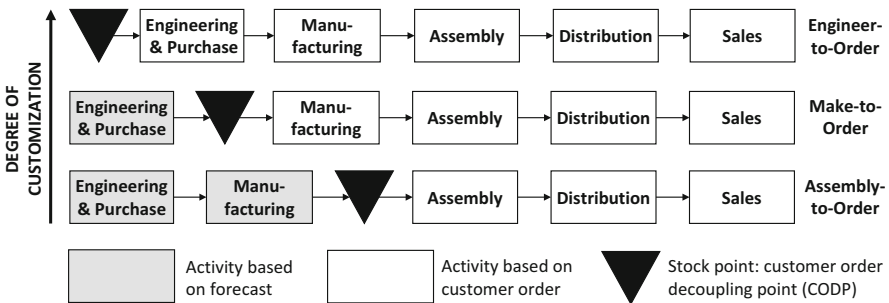 DEGREE OF
CUSTOMIZATION
Engineering
& Purchase
Manu-
facturing
Assembly
Distribution
Sales
Engineer-
to-Order
Engineering
& Purchase
Manu-
facturing
Assembly
Distribution
Sales
Make-to-
Order
Engineering
& Purchase
Manu-
facturing
Assembly
Distribution
Sales
Assembly-
to-Order
Activity based
on forecast
Activity based on
customer order
Stock point: customer order
decoupling point (CODP)